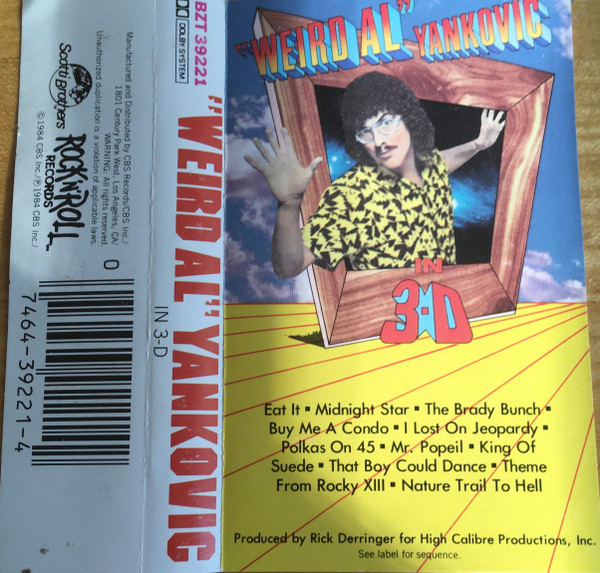 Manufactured and Distributed by CBS Records/CBS Inc./
1801 Century Park West, Los Angeles, CA/
WARNING: All rights reserved.
Unauthorized duplication is a violation of applicable laws.
Scotti Brothers
ROCK'N'ROLL
RECORDS
© 1984 CBS Inc./℗ 1984 CBS Inc./
0
7464-39221-4
BZT 39221
DOLBY SYSTEM
"WEIRD AL" YANKOVIC
IN 3-D
"WEIRD AL" YANKOVIC
IN
3-D
Eat It ▪ Midnight Star ▪ The Brady Bunch ▪
Buy Me A Condo ▪ I Lost On Jeopardy ▪
Polkas On 45 ▪ Mr. Popeil ▪ King Of
Suede ▪ That Boy Could Dance ▪ Theme
From Rocky XIII ▪ Nature Trail To Hell
Produced by Rick Derringer for High Calibre Productions, Inc.
See label for sequence.